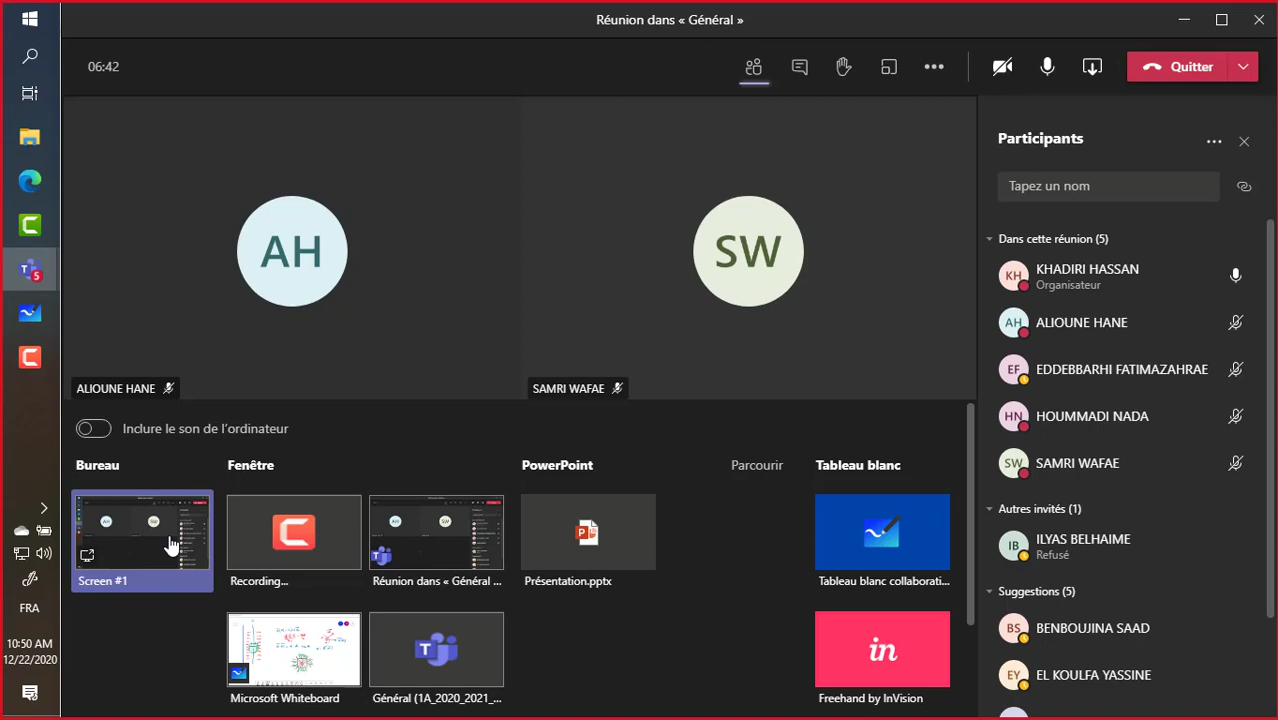 Réunion dans « Général »
06:42
Quitter
AH
SW
ALIOUNE HANE
SAMRI WAFAE
Participants
Tapez un nom
Dans cette réunion (5)
KH
KHADIRI HASSAN
Organisateur
AH
ALIOUNE HANE
EF
EDDEBBARHI FATIMAZAHRAE
HN
HOUMMADI NADA
SW
SAMRI WAFAE
Autres invités (1)
IB
ILYAS BELHAIME
Refusé
Suggestions (5)
BS
BENBOUJINA SAAD
EY
EL KOULFA YASSINE
Inclure le son de l'ordinateur
Bureau
Fenêtre
PowerPoint
Parcourir
Tableau blanc
Screen #1
Recording...
Réunion dans « Général ...
Présentation.pptx
Tableau blanc collaborati...
in
Microsoft Whiteboard
Général (1A_2020_2021_...
Freehand by InVision
5
FRA
10:50 AM
12/22/2020